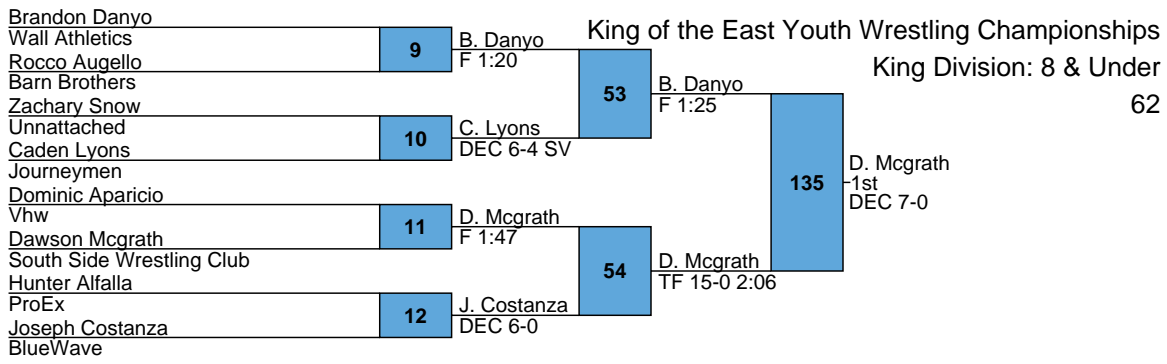 King of the East Youth Wrestling Championships
King Division: 8 & Under
62
Brandon Danyo
Wall Athletics
Rocco Augello
Barn Brothers
Zachary Snow
Unnattached
Caden Lyons
Journeymen
Dominic Aparicio
Vhw
Dawson Mcgrath
South Side Wrestling Club
Hunter Alfalla
ProEx
Joseph Costanza
BlueWave
9
10
11
12
B. Danyo
F 1:20
C. Lyons
DEC 6-4 SV
D. Mcgrath
F 1:47
J. Costanza
DEC 6-0
53
54
B. Danyo
F 1:25
D. Mcgrath
TF 15-0 2:06
135
D. Mcgrath
1st
DEC 7-0